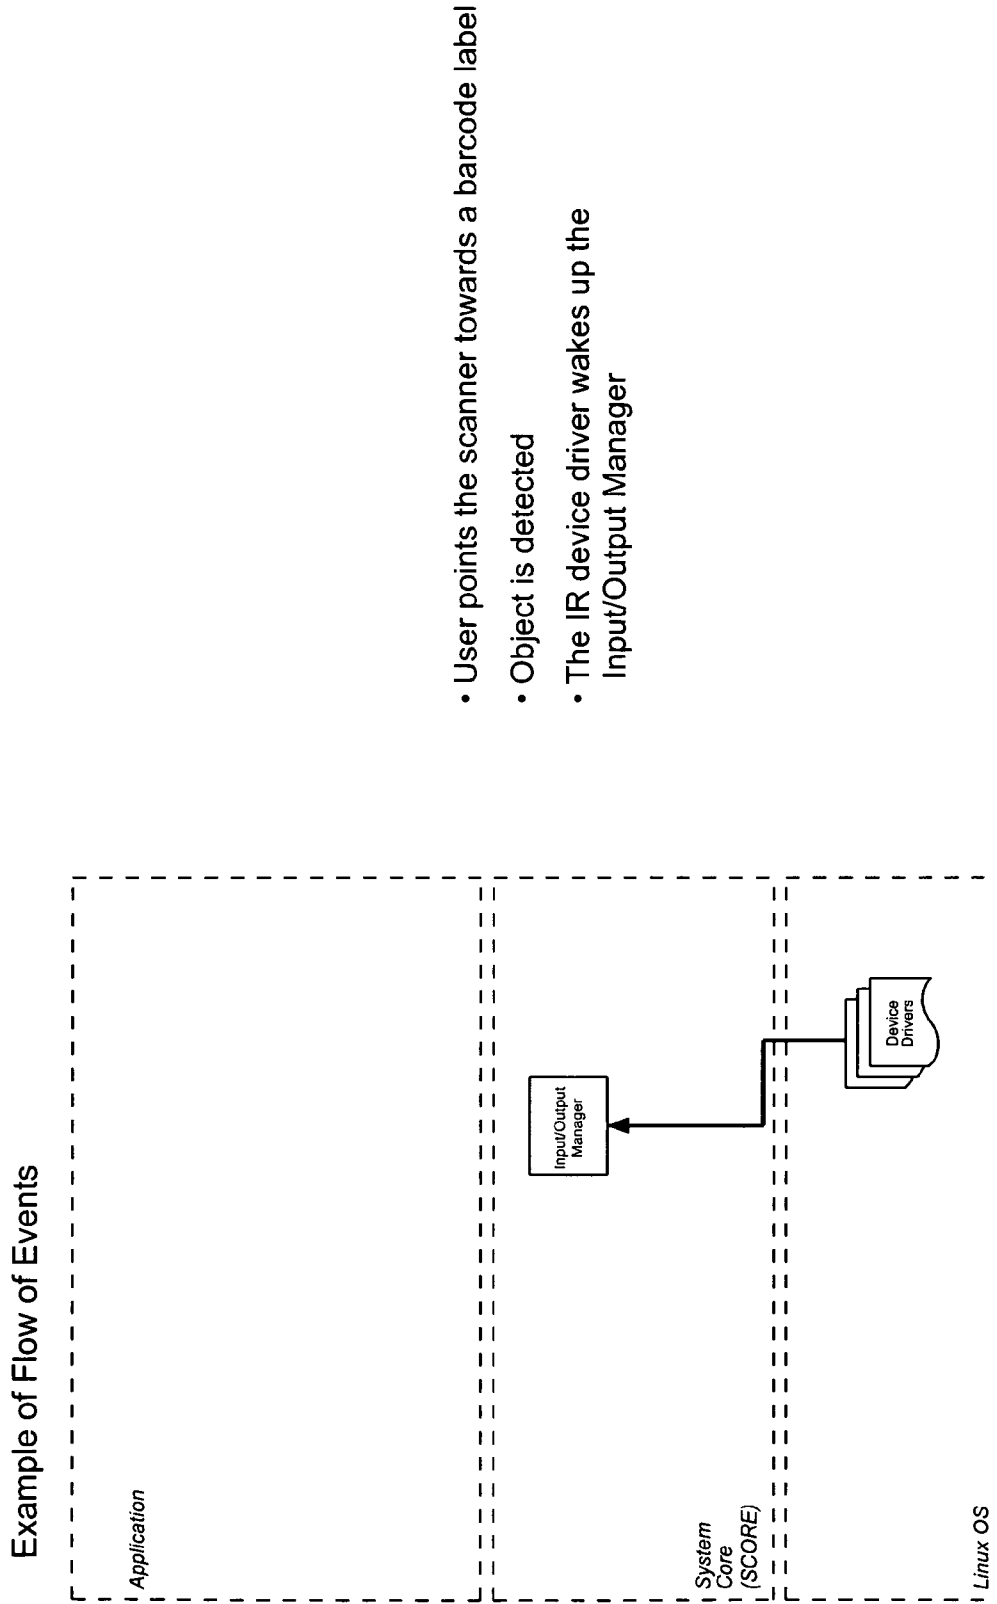 Example of Flow of Events
Application
System
Core
(SCORE)
Linux OS
Input/Output
Manager
Device
Drivers
• User points the scanner towards a barcode label
• Object is detected
• The IR device driver wakes up the
Input/Output Manager